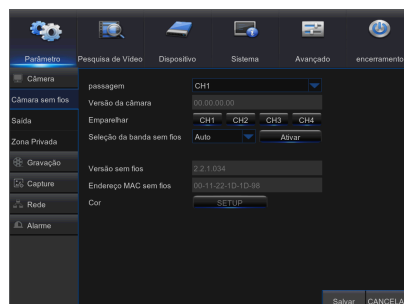 Parâmetro Pesquisa de Vídeo Dispositivo Sistema Avançado encerramento
Câmera
Câmara sem fios
Saída
Zona Privada
Gravação
Capture
Rede
Alarme
passagem CH1
Versão da câmara 00.00.00.00
Emparelhar CH1 CH2 CH3 CH4
Seleção da banda sem fios Auto Ativar
Versão sem fios 2.2.1.034
Endereço MAC sem fios 00-11-22-1D-1D-98
Cor SETUP
Salvar CANCELA